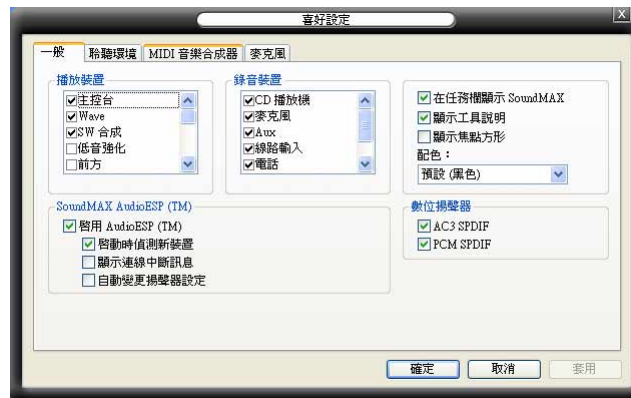 喜好設定
X
一般
聆聽環境
MIDI 音樂合成器
麥克風
播放裝置
主控台
Wave
SW 合成
低音強化
前方
錄音裝置
CD 播放機
麥克風
Aux
線路輸入
電話
在任務欄顯示 SoundMAX
顯示工具說明
顯示焦點方形
配色：
預設 (黑色)
SoundMAX AudioESP (TM)
啟用 AudioESP (TM)
啟動時偵測新裝置
顯示連線中斷訊息
自動變更揚聲器設定
數位揚聲器
AC3 SPDIF
PCM SPDIF
確定
取消
套用